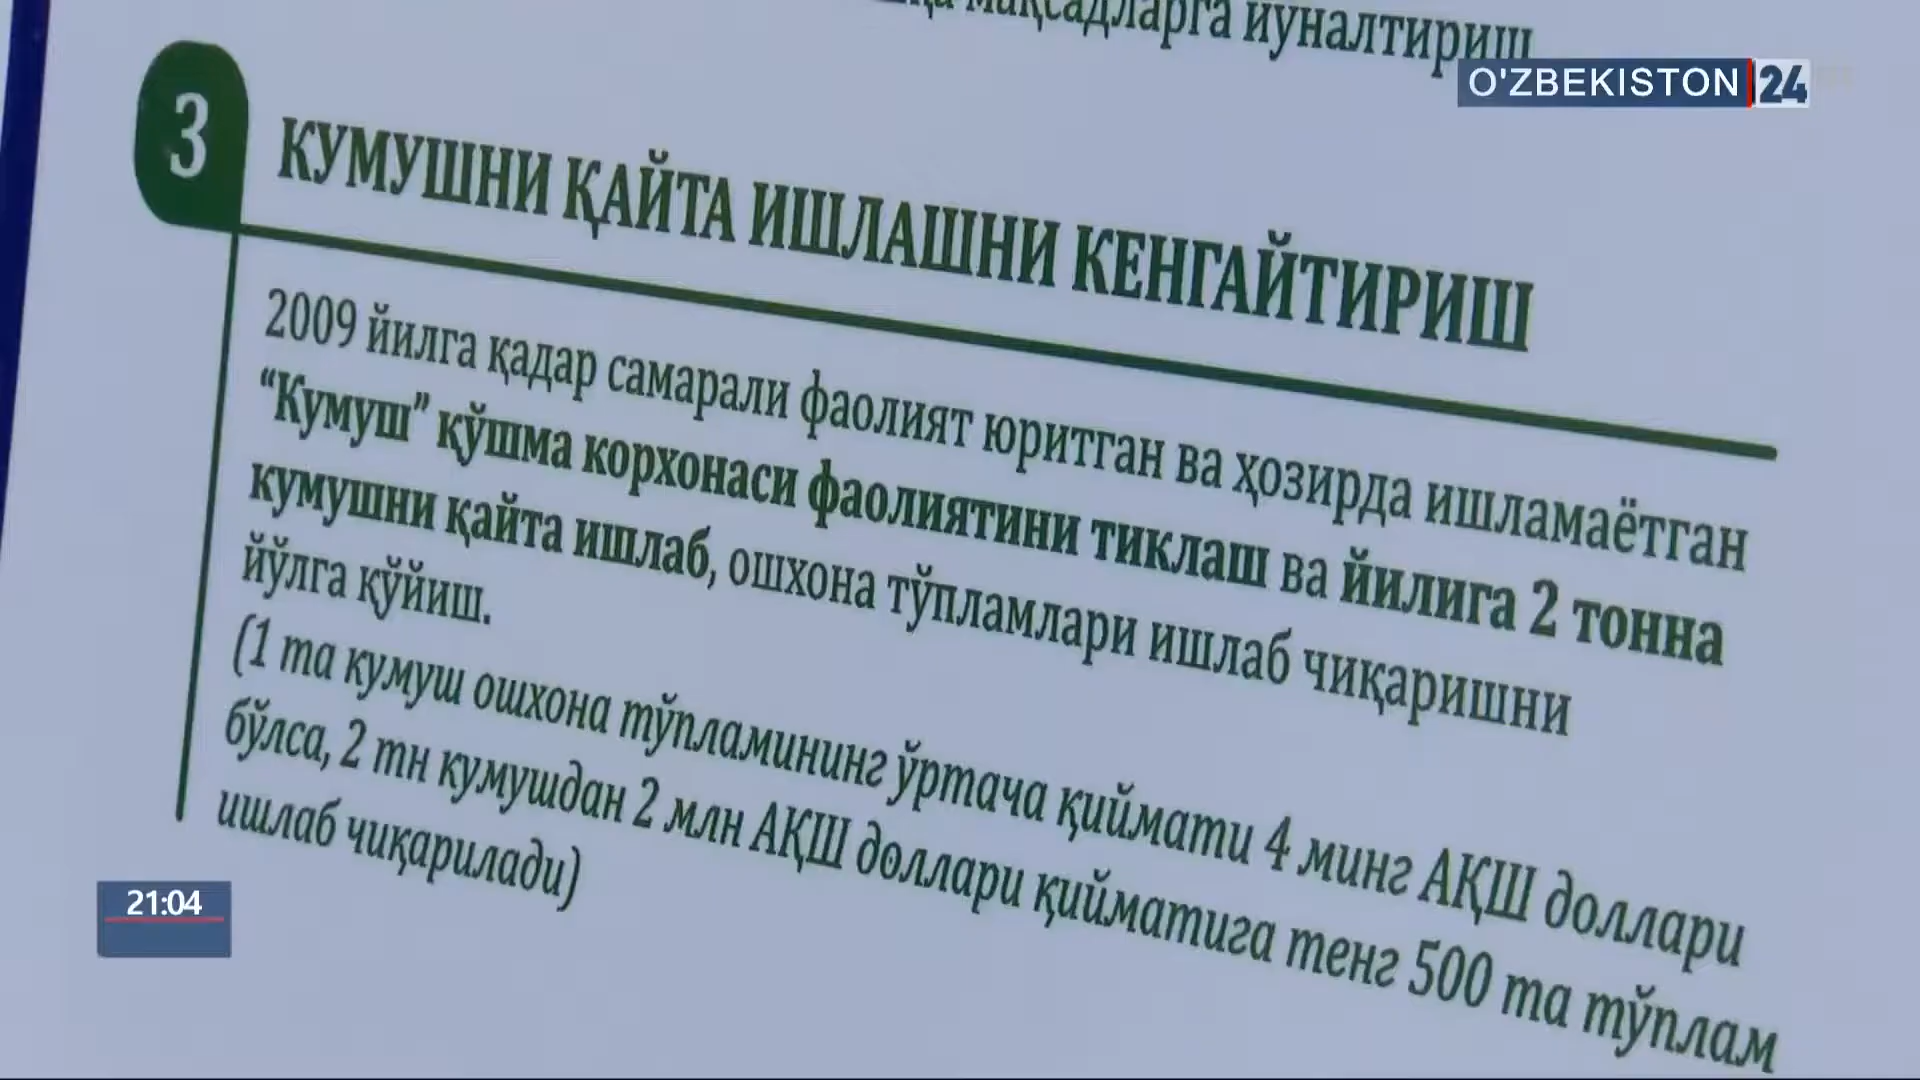 мақсадларга йўналтириш
O'ZBEKISTON 24
3
КУМУШНИ ҚАЙТА ИШЛАШНИ КЕНГАЙТИРИШ
2009 йилга қадар самарали фаолият юритган ва ҳозирда ишламаётган
“Кумуш” қўшма корхонаси фаолиятини тиклаш ва йилига 2 тонна
кумушни қайта ишлаб, ошхона тўпламлари ишлаб чиқаришни
йўлга қўйиш.
(1 та кумуш ошхона тўпламининг ўртача қиймати 4 минг АҚШ доллари
бўлса, 2 тн кумушдан 2 млн АҚШ доллари қийматига тенг 500 та тўплам
ишлаб чиқарилади)
21:04